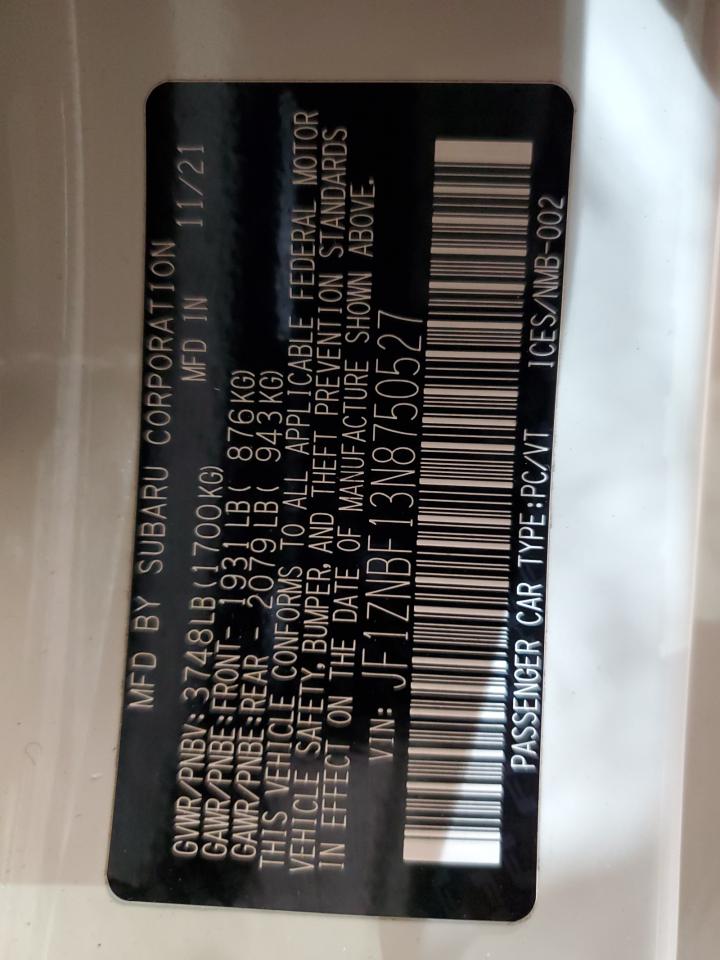 MFD BY SUBARU CORPORATION
MFD IN 11/21
GVWR/PNBV: 3748LB(1700KG)
GAWR/PNBE:FRONT- 1931LB( 876KG)
GAWR/PNBE:REAR - 2079LB( 943KG)
THIS VEHICLE CONFORMS TO ALL APPLICABLE FEDERAL MOTOR
VEHICLE SAFETY, BUMPER, AND THEFT PREVENTION STANDARDS
IN EFFECT ON THE DATE OF MANUFACTURE SHOWN ABOVE.
VIN: JF1ZNBF13N8750527
PASSENGER CAR TYPE:PC/VT ICES/NMB-002